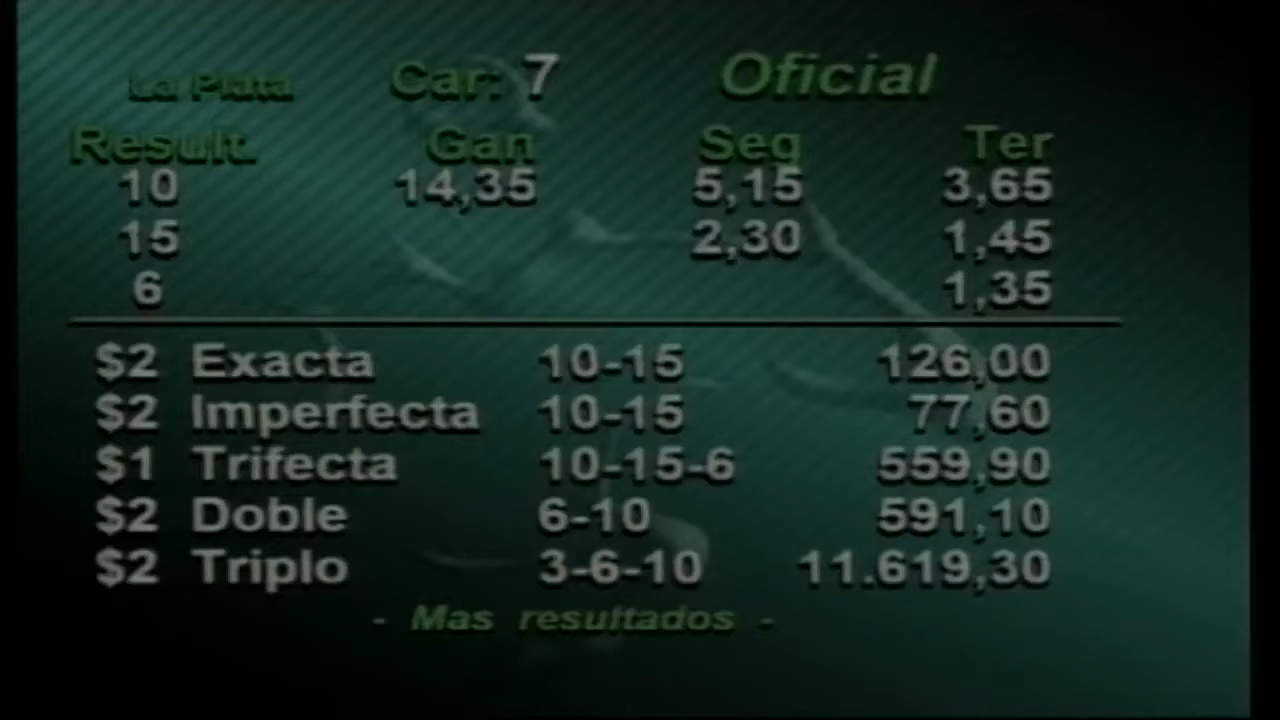 La Plata Car: 7 Oficial
Result. Gan Seg Ter
10 14,35 5,15 3,65
15 2,30 1,45
6 1,35
$2 Exacta 10-15 126,00
$2 Imperfecta 10-15 77,60
$1 Trifecta 10-15-6 559,90
$2 Doble 6-10 591,10
$2 Triplo 3-6-10 11.619,30
- Mas resultados -